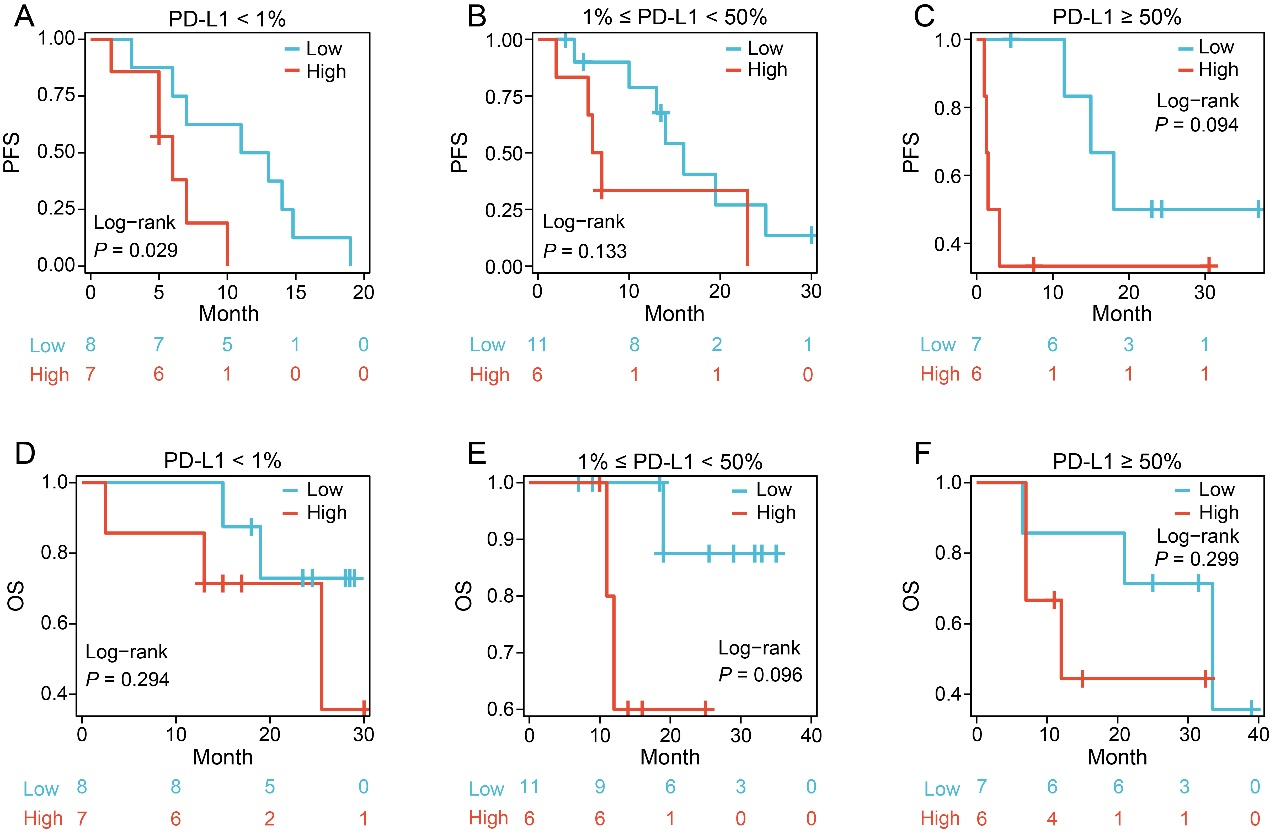 A
PD-L1 < 1%
1.00
0.75
0.50
0.25
0.00
PFS
Low
High
Log−rank
P = 0.029
0 5 10 15 20
Month
Low 8 7 5 1 0
High 7 6 1 0 0
B
1% ≤ PD-L1 < 50%
1.00
0.75
0.50
0.25
0.00
PFS
Low
High
Log−rank
P = 0.133
0 10 20 30
Month
Low 11 8 2 1
High 6 1 1 0
C
PD-L1 ≥ 50%
1.0
0.8
0.6
0.4
PFS
Low
High
Log−rank
P = 0.094
0 10 20 30
Month
Low 7 6 3 1
High 6 1 1 1
D
PD-L1 < 1%
1.0
0.8
0.6
0.4
OS
Low
High
Log−rank
P = 0.294
0 10 20 30
Month
Low 8 8 5 0
High 7 6 2 1
E
1% ≤ PD-L1 < 50%
1.0
0.9
0.8
0.7
0.6
OS
Low
High
Log−rank
P = 0.096
0 10 20 30 40
Month
Low 11 9 6 3 0
High 6 6 1 0 0
F
PD-L1 ≥ 50%
1.0
0.8
0.6
0.4
OS
Low
High
Log−rank
P = 0.299
0 10 20 30 40
Month
Low 7 6 6 3 0
High 6 4 1 1 0